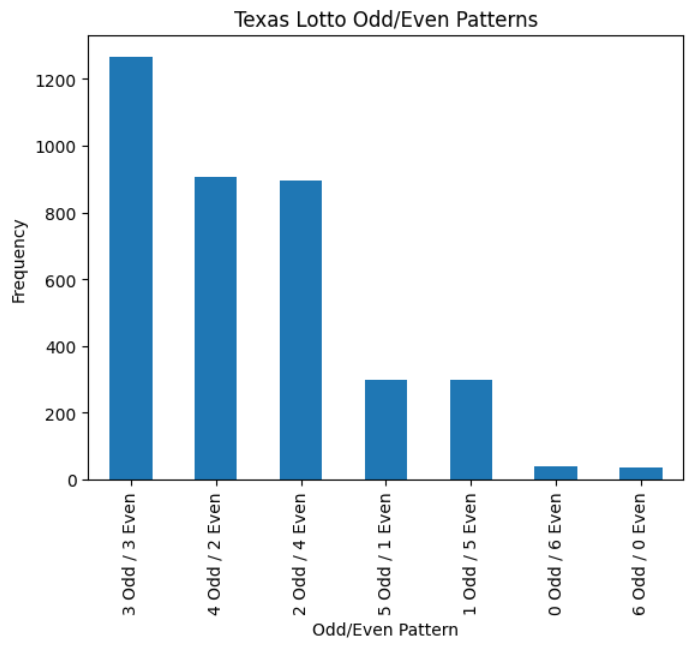 Texas Lotto Odd/Even Patterns
1200
1000
800
600
400
200
0
Frequency
3 Odd / 3 Even
4 Odd / 2 Even
2 Odd / 4 Even
5 Odd / 1 Even
1 Odd / 5 Even
0 Odd / 6 Even
6 Odd / 0 Even
Odd/Even Pattern